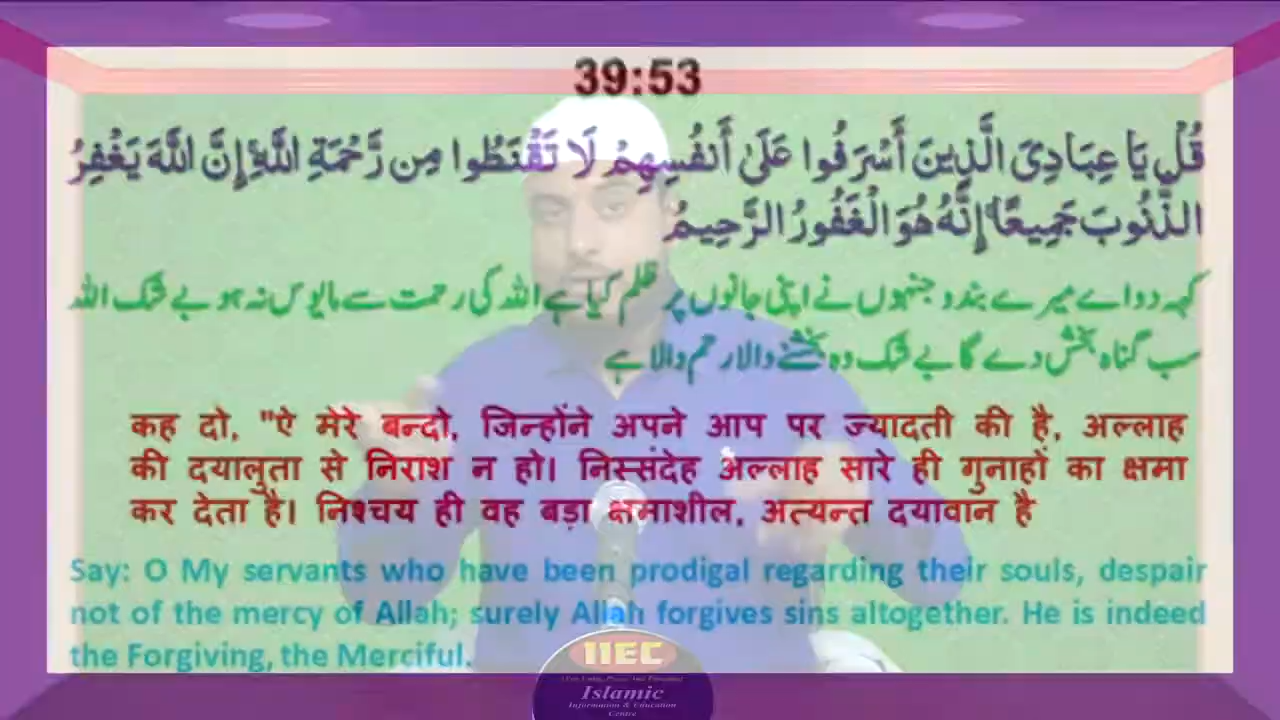 39:53
قُلْ يَا عِبَادِيَ الَّذِينَ أَسْرَفُوا عَلَىٰ أَنفُسِهِمْ لَا تَقْنَطُوا مِن رَّحْمَةِ اللَّهِ ۚ إِنَّ اللَّهَ يَغْفِرُ
الذُّنُوبَ جَمِيعًا ۚ إِنَّهُ هُوَ الْغَفُورُ الرَّحِيمُ
کہہ دو اے میرے بندو جنہوں نے اپنی جانوں پر ظلم کیا ہے اللہ کی رحمت سے مایوس نہ ہو بے شک اللہ
سب گناہ بخش دے گا بے شک وہ بخشنے والا رحم والا ہے
कह दो, "ऐ मेरे बन्दो, जिन्होंने अपने आप पर ज्यादती की है, अल्लाह
की दयालुता से निराश न हो। निस्संदेह अल्लाह सारे ही गुनाहों का क्षमा
कर देता है। निश्चय ही वह बड़ा क्षमाशील, अत्यन्त दयावान है
Say: O My servants who have been prodigal regarding their souls, despair
not of the mercy of Allah; surely Allah forgives sins altogether. He is indeed
the Forgiving, the Merciful.
IIEC
Islamic
Information & Education
Centre